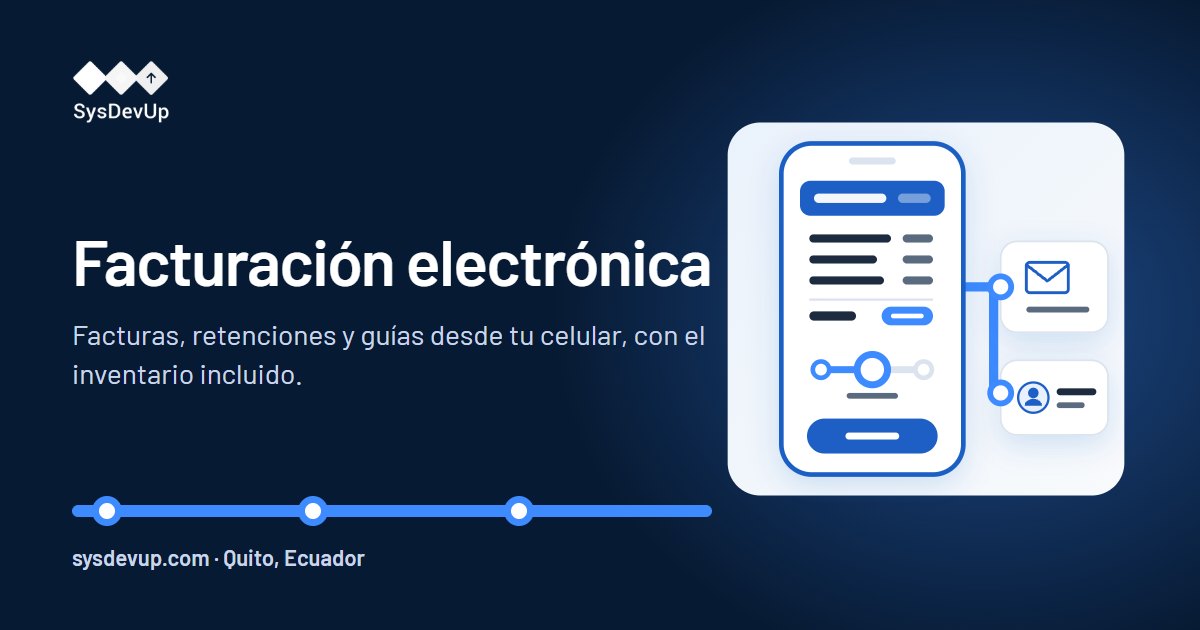 SysDevUp
Facturación electrónica
Facturas, retenciones y guías desde tu celular, con el
inventario incluido.
sysdevup.com · Quito, Ecuador